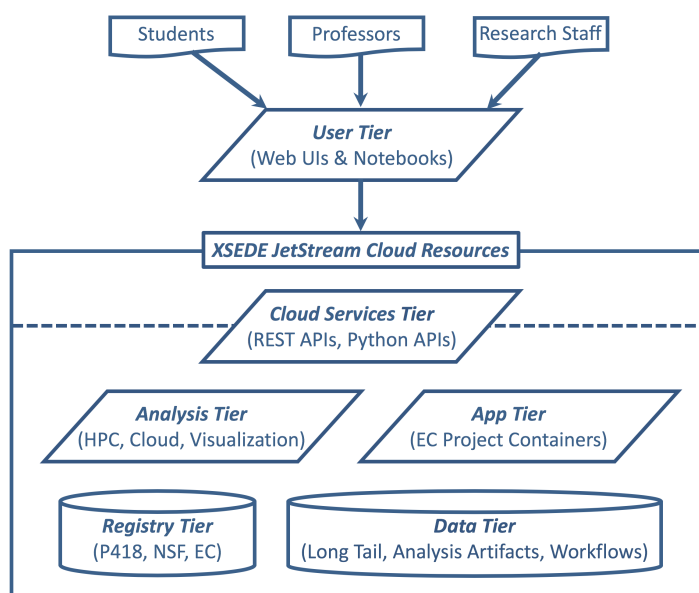 Students
Professors
Research Staff
User Tier
(Web UIs & Notebooks)
XSEDE JetStream Cloud Resources
Cloud Services Tier
(REST APIs, Python APIs)
Analysis Tier
(HPC, Cloud, Visualization)
App Tier
(EC Project Containers)
Registry Tier
(P418, NSF, EC)
Data Tier
(Long Tail, Analysis Artifacts, Workflows)